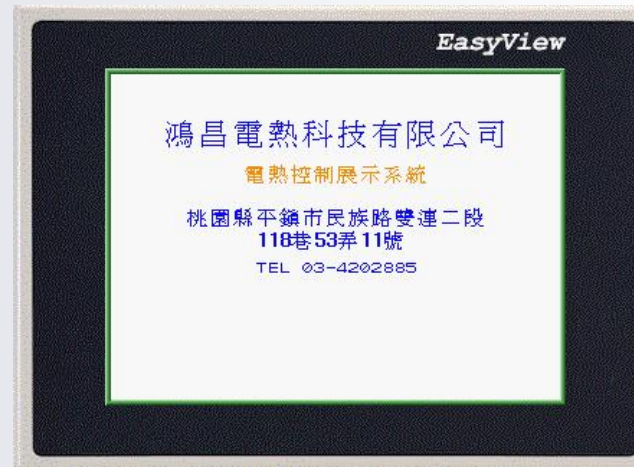 EasyView
鴻昌電熱科技有限公司
電熱控制展示系統
桃園縣平鎮市民族路雙連二段
118巷53弄11號
TEL 03-4202885